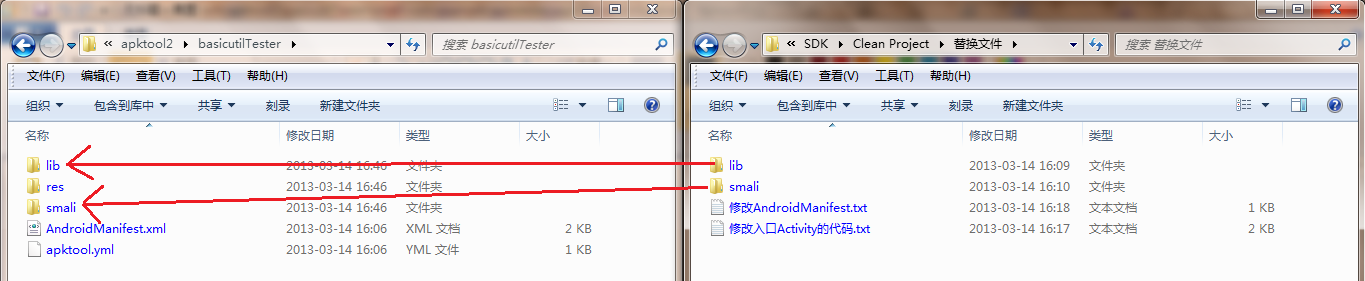 apktool2 basicutilTester
搜索 basicutilTester
文件(F) 编辑(E) 查看(V) 工具(T) 帮助(H)
组织 包含到库中 共享 刻录 新建文件夹
名称 修改日期 类型 大小
lib 2013-03-14 16:46 文件夹
res 2013-03-14 16:46 文件夹
smali 2013-03-14 16:46 文件夹
AndroidManifest.xml 2013-03-14 16:06 XML 文档 2 KB
apktool.yml 2013-03-14 16:06 YML 文件 2 KB
SDK Clean Project 替换文件
搜索 替换文件
文件(F) 编辑(E) 查看(V) 工具(T) 帮助(H)
组织 包含到库中 共享 刻录 新建文件夹
名称 修改日期 类型 大小
lib 2013-03-14 16:09 文件夹
smali 2013-03-14 16:10 文件夹
修改AndroidManifest.txt 2013-03-14 16:18 文本文档 1 KB
修改入口Activity的代码.txt 2013-03-14 16:17 文本文档 2 KB